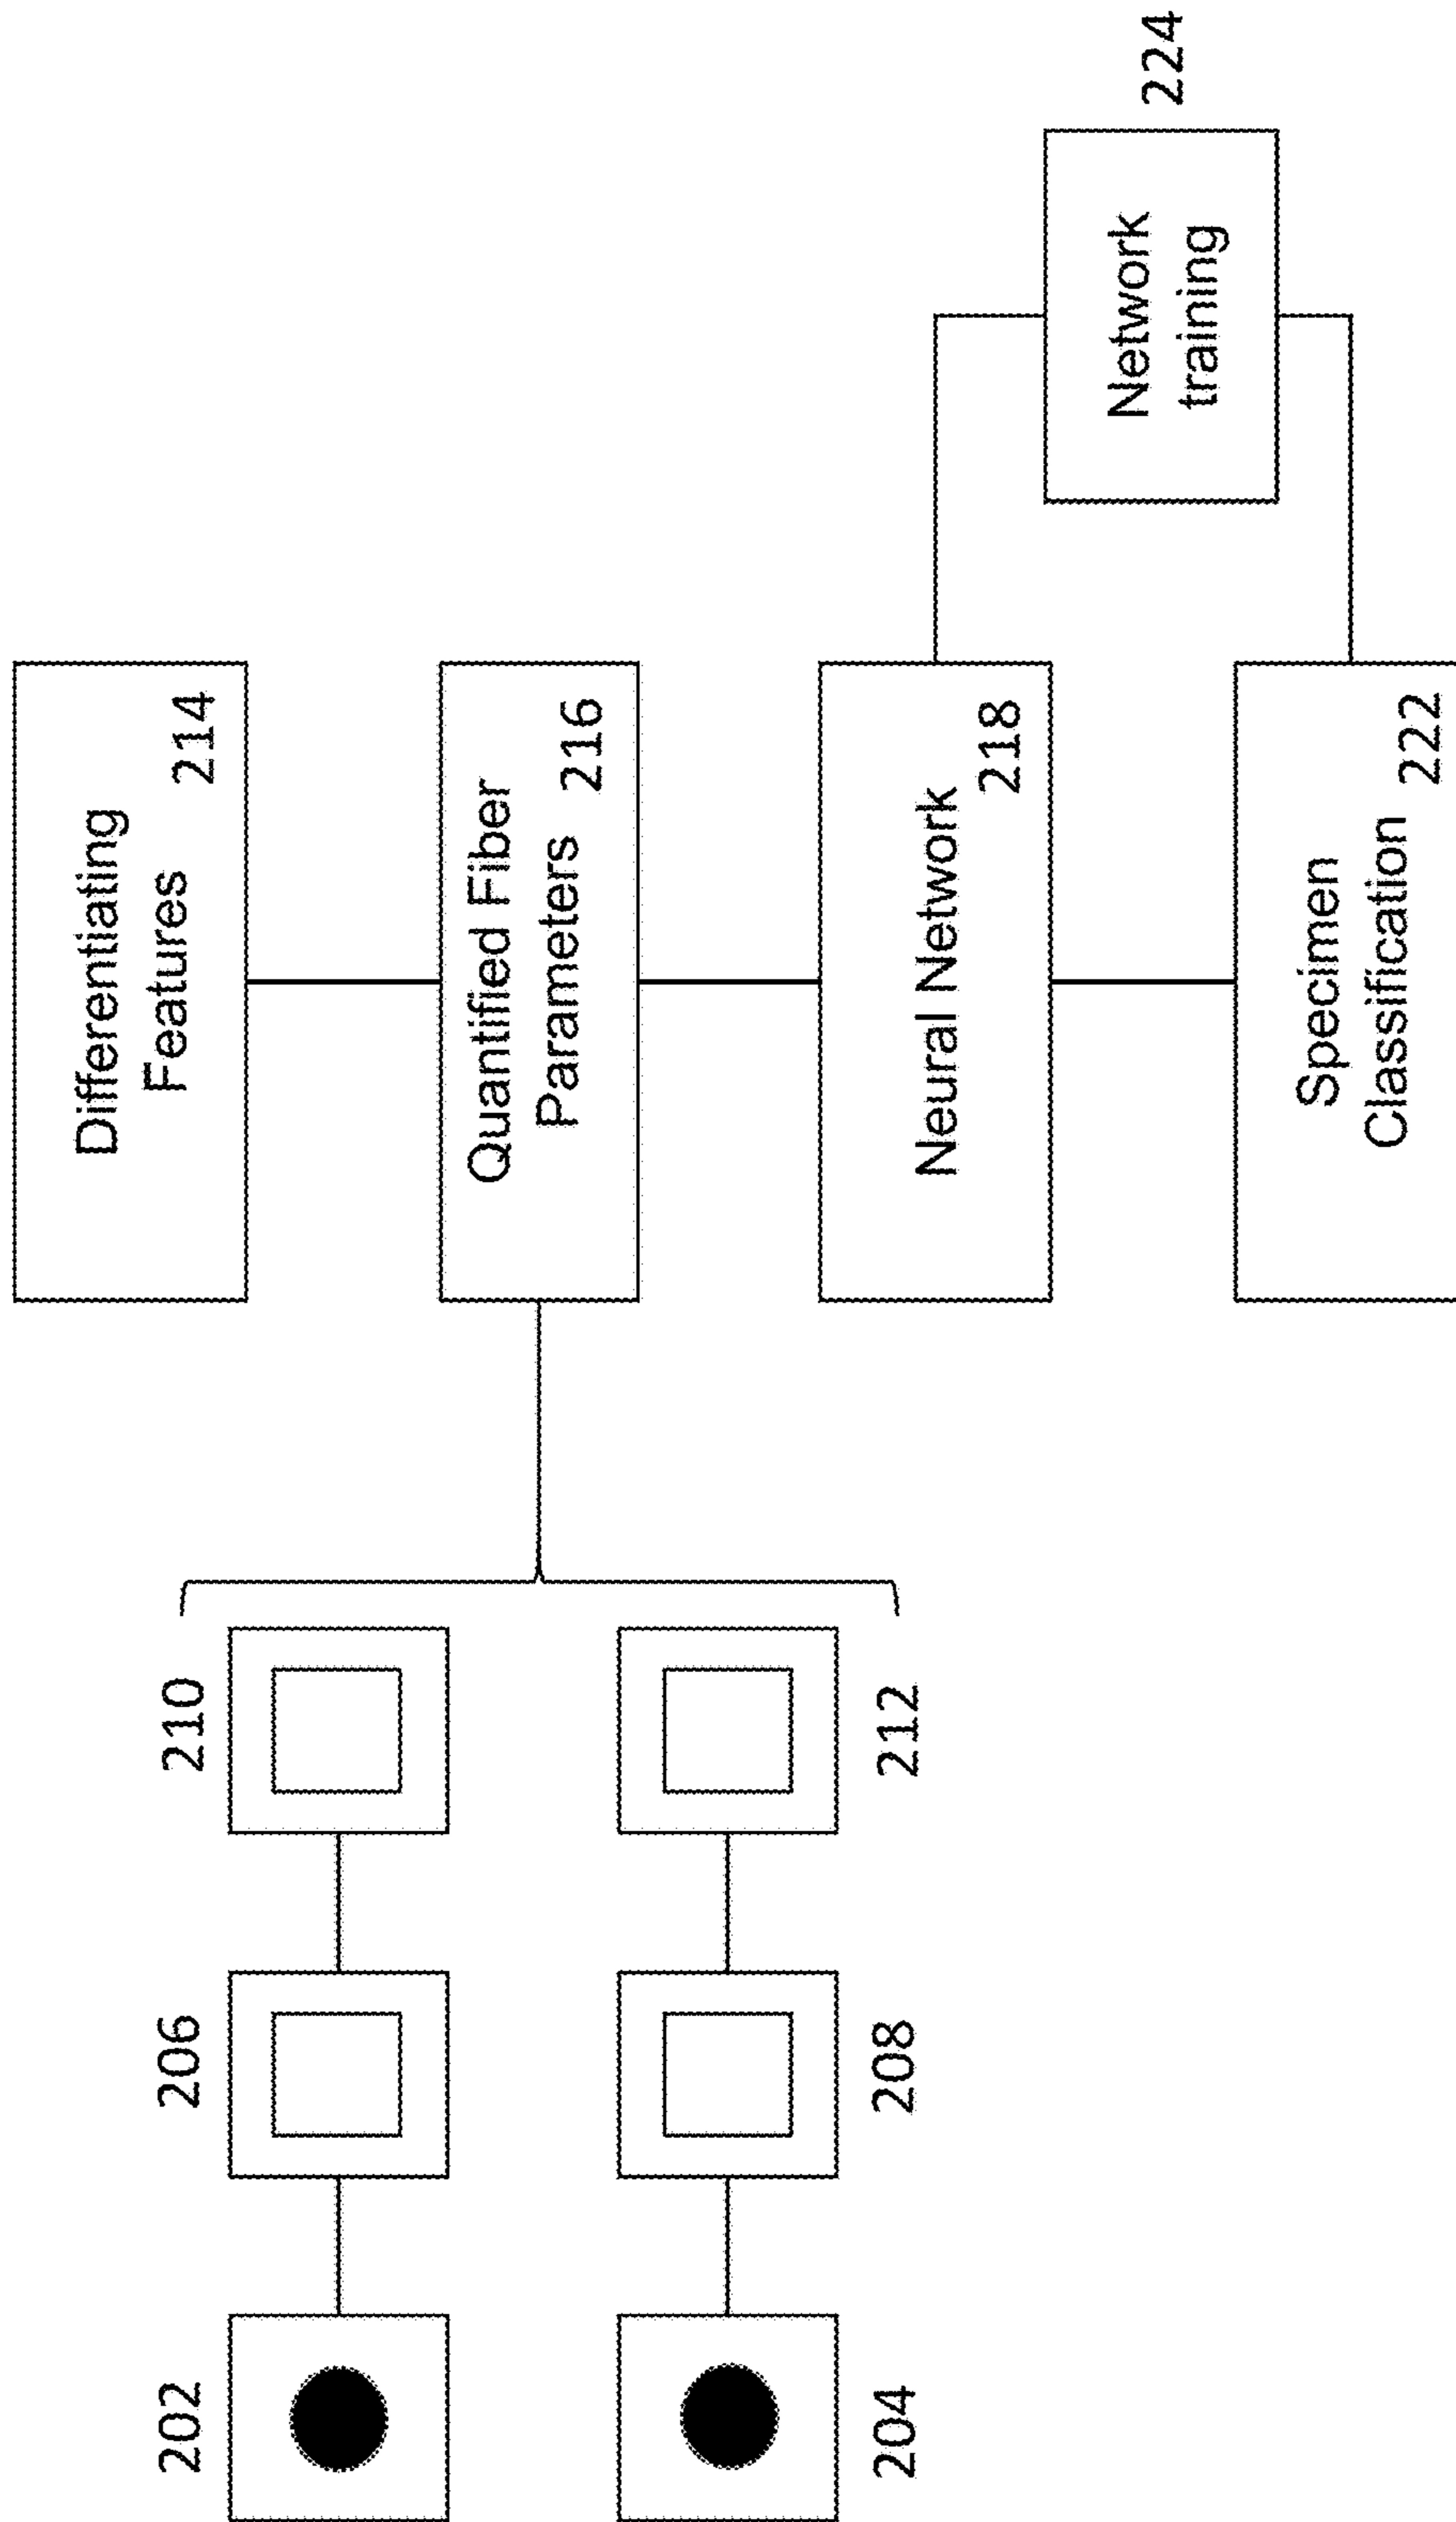 202
206
210
204
208
212
Differentiating
Features 214
Quantified Fiber
Parameters 216
Neural Network
218
Specimen
Classification 222
Network
training
224